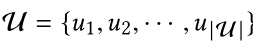 𝒰 = {u₁, u₂, ⋯ , u|𝒰|}